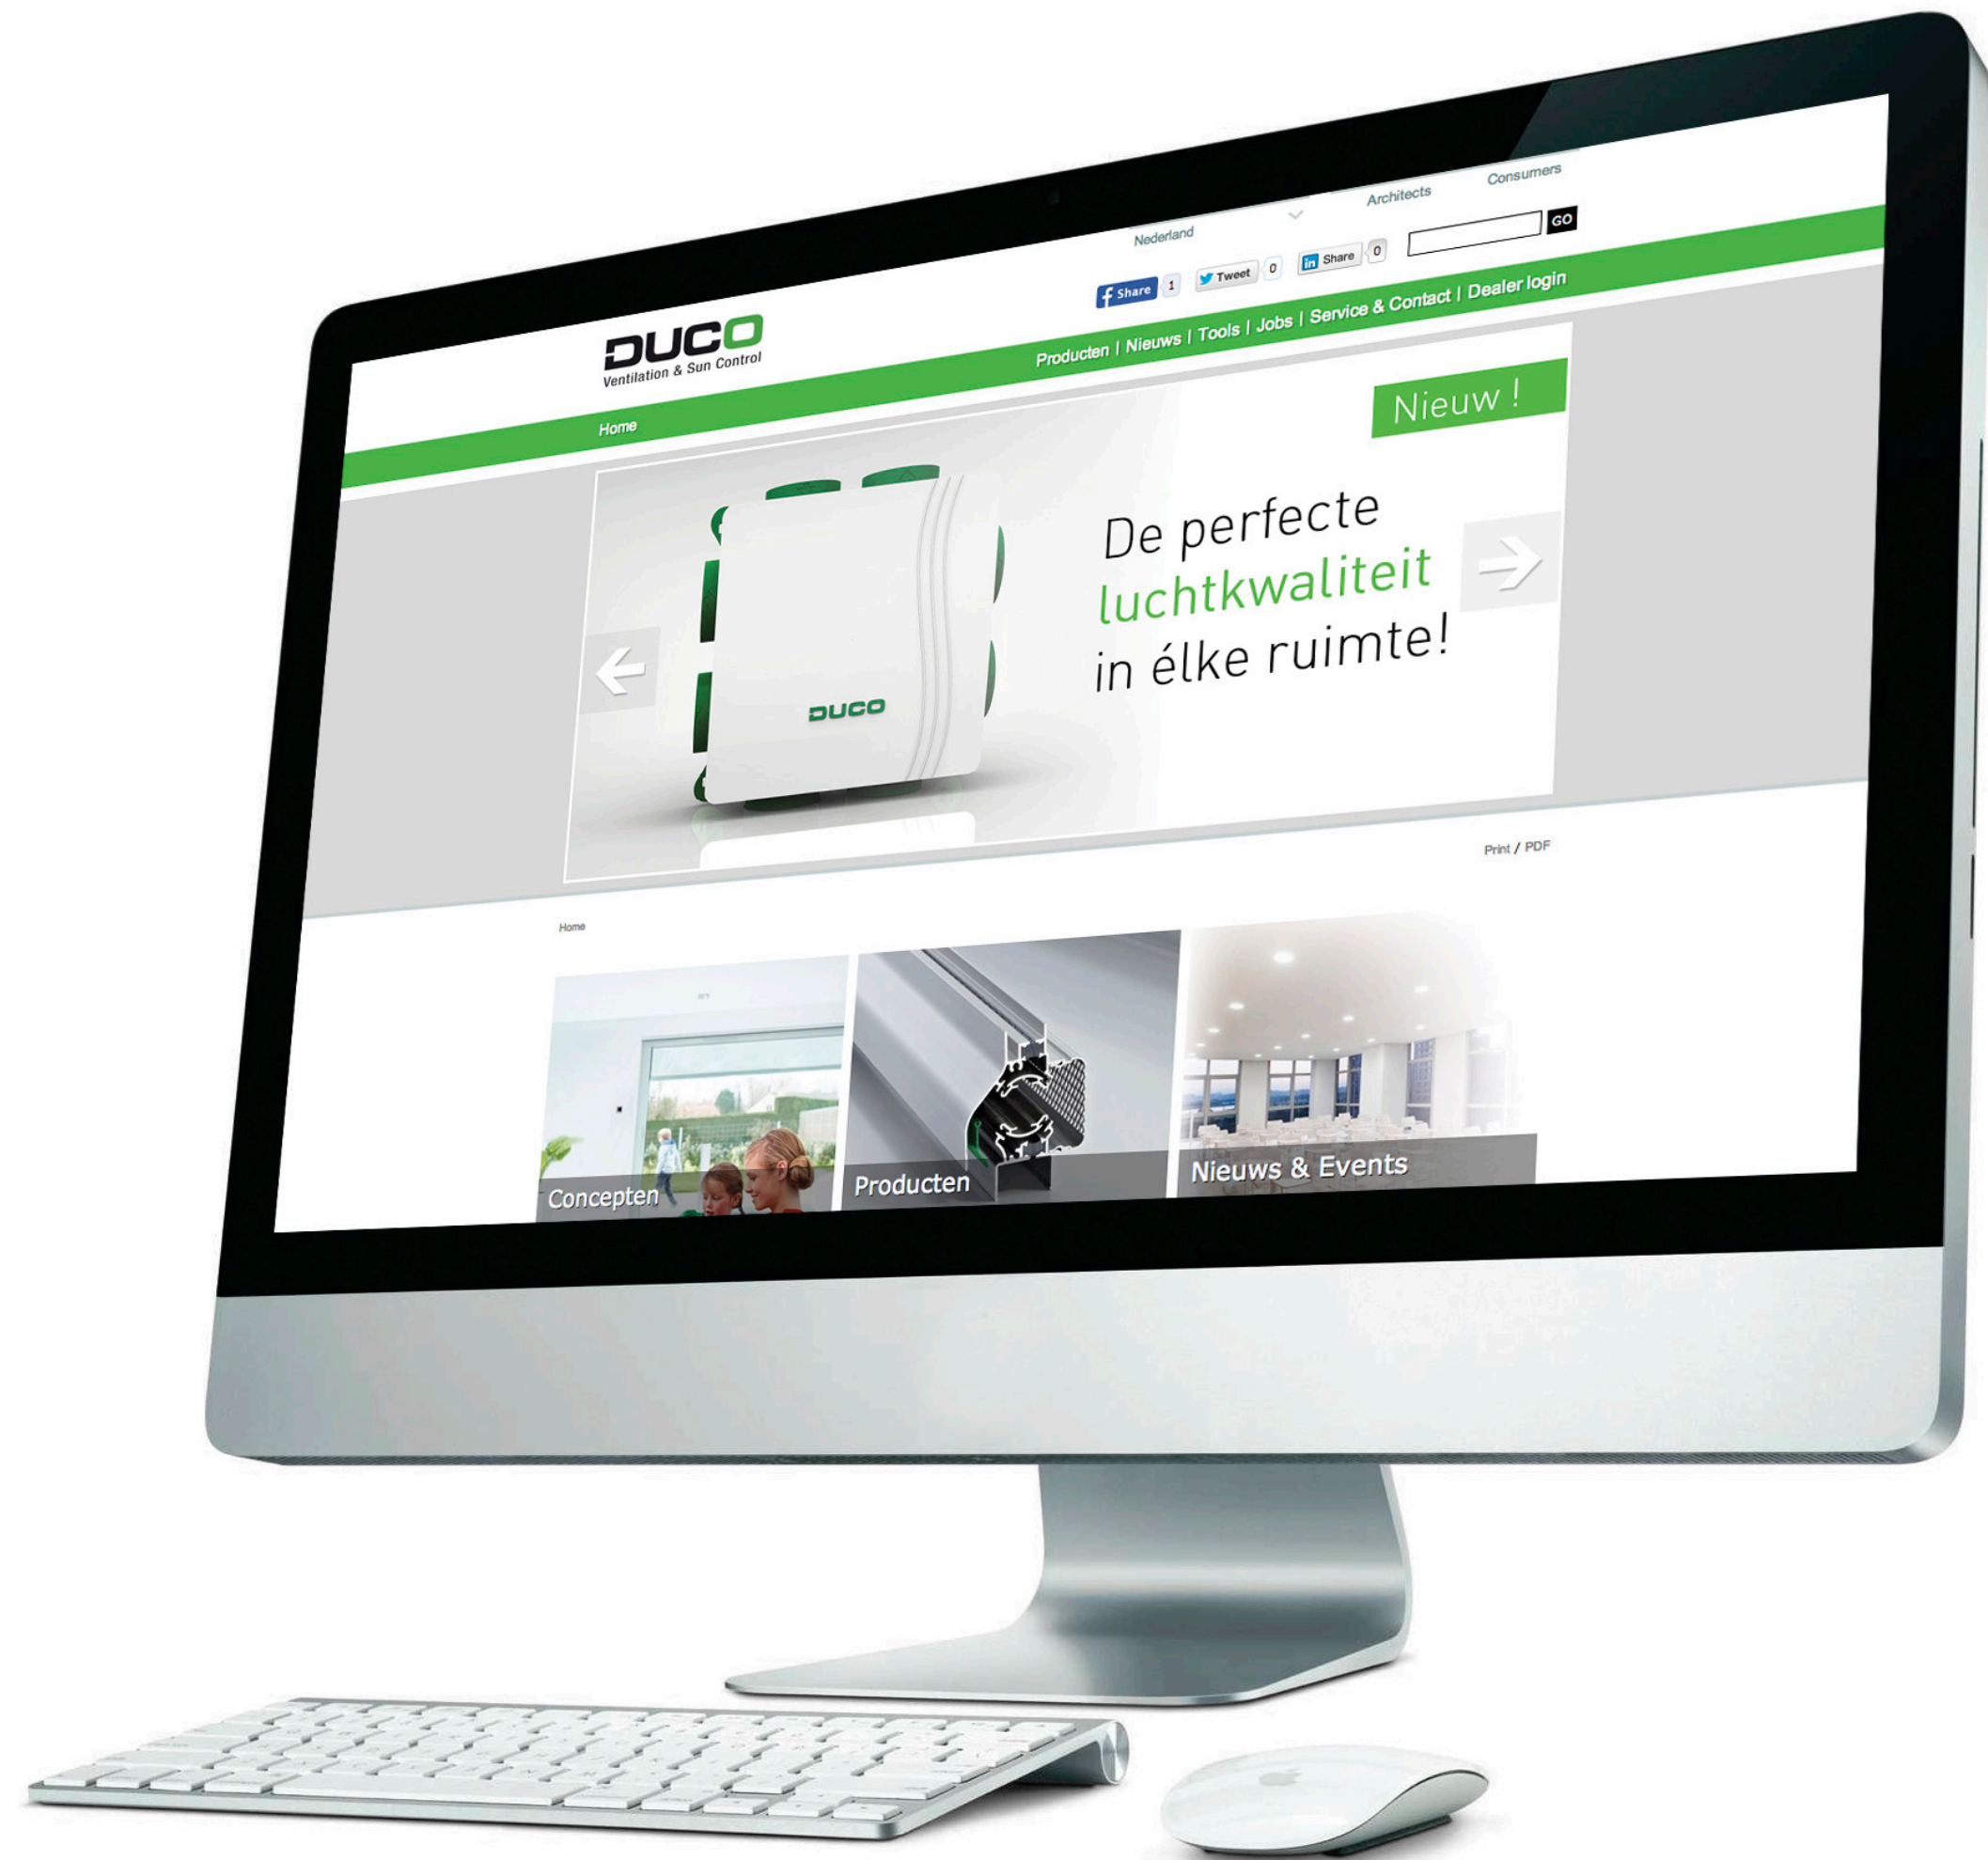 Nederland
Architects
Consumers
Share 1 Tweet 0 in Share 0 GO
DUCO
Ventilation & Sun Control
Home
Producten | Nieuws | Tools | Jobs | Service & Contact | Dealer login
Nieuw !
De perfecte
luchtkwaliteit
in élke ruimte!
DUCO
Print / PDF
Home
Concepten
Producten
Nieuws & Events